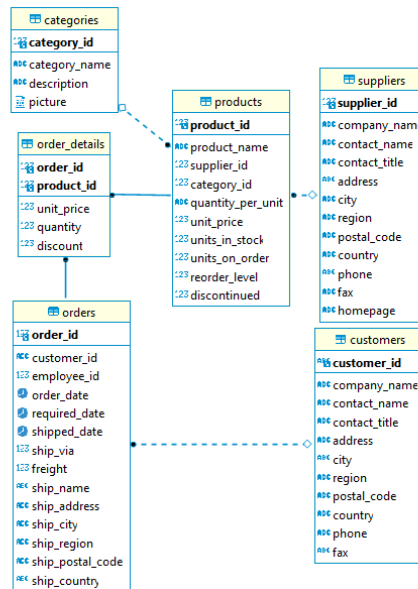 categories
category_id
category_name
description
picture
products
product_id
product_name
supplier_id
category_id
quantity_per_unit
unit_price
units_in_stock
units_on_order
reorder_level
discontinued
suppliers
supplier_id
company_name
contact_name
contact_title
address
city
region
postal_code
country
phone
fax
homepage
order_details
order_id
product_id
unit_price
quantity
discount
orders
order_id
customer_id
employee_id
order_date
required_date
shipped_date
ship_via
freight
ship_name
ship_address
ship_city
ship_region
ship_postal_code
ship_country
customers
customer_id
company_name
contact_name
contact_title
address
city
region
postal_code
country
phone
fax